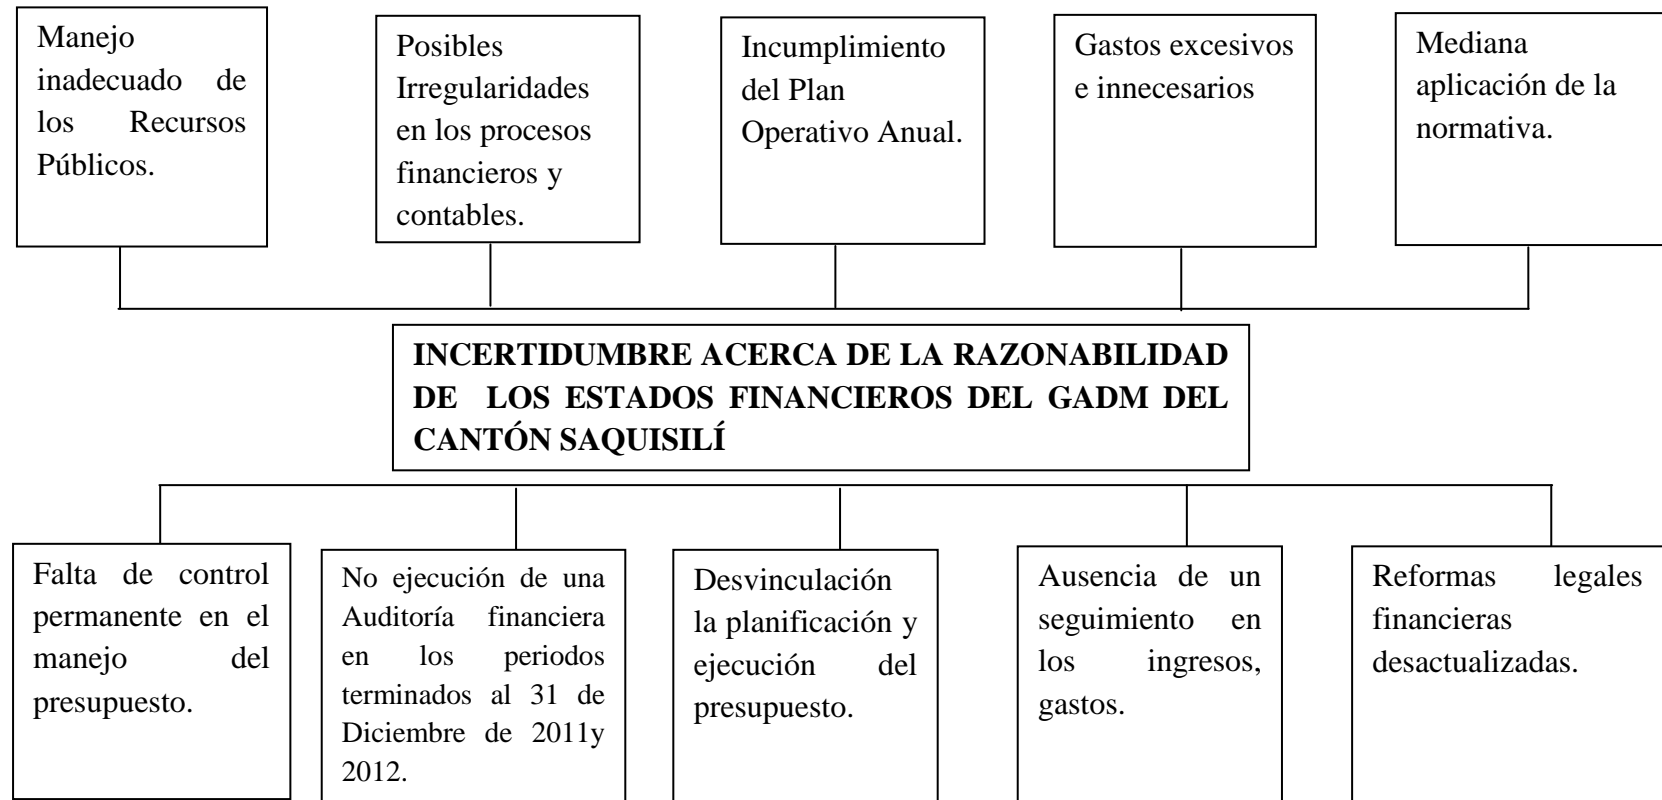 Manejo
inadecuado de
los Recursos
Públicos.
Posibles
Irregularidades
en los procesos
financieros y
contables.
Incumplimiento
del Plan
Operativo Anual.
Gastos excesivos
e innecesarios
Mediana
aplicación de la
normativa.
INCERTIDUMBRE ACERCA DE LA RAZONABILIDAD
DE LOS ESTADOS FINANCIEROS DEL GADM DEL
CANTÓN SAQUISILÍ
Falta de control
permanente en el
manejo del
presupuesto.
No ejecución de una
Auditoría financiera
en los periodos
terminados al 31 de
Diciembre de 2011y
2012.
Desvinculación
la planificación y
ejecución del
presupuesto.
Ausencia de un
seguimiento en
los ingresos,
gastos.
Reformas legales
financieras
desactualizadas.